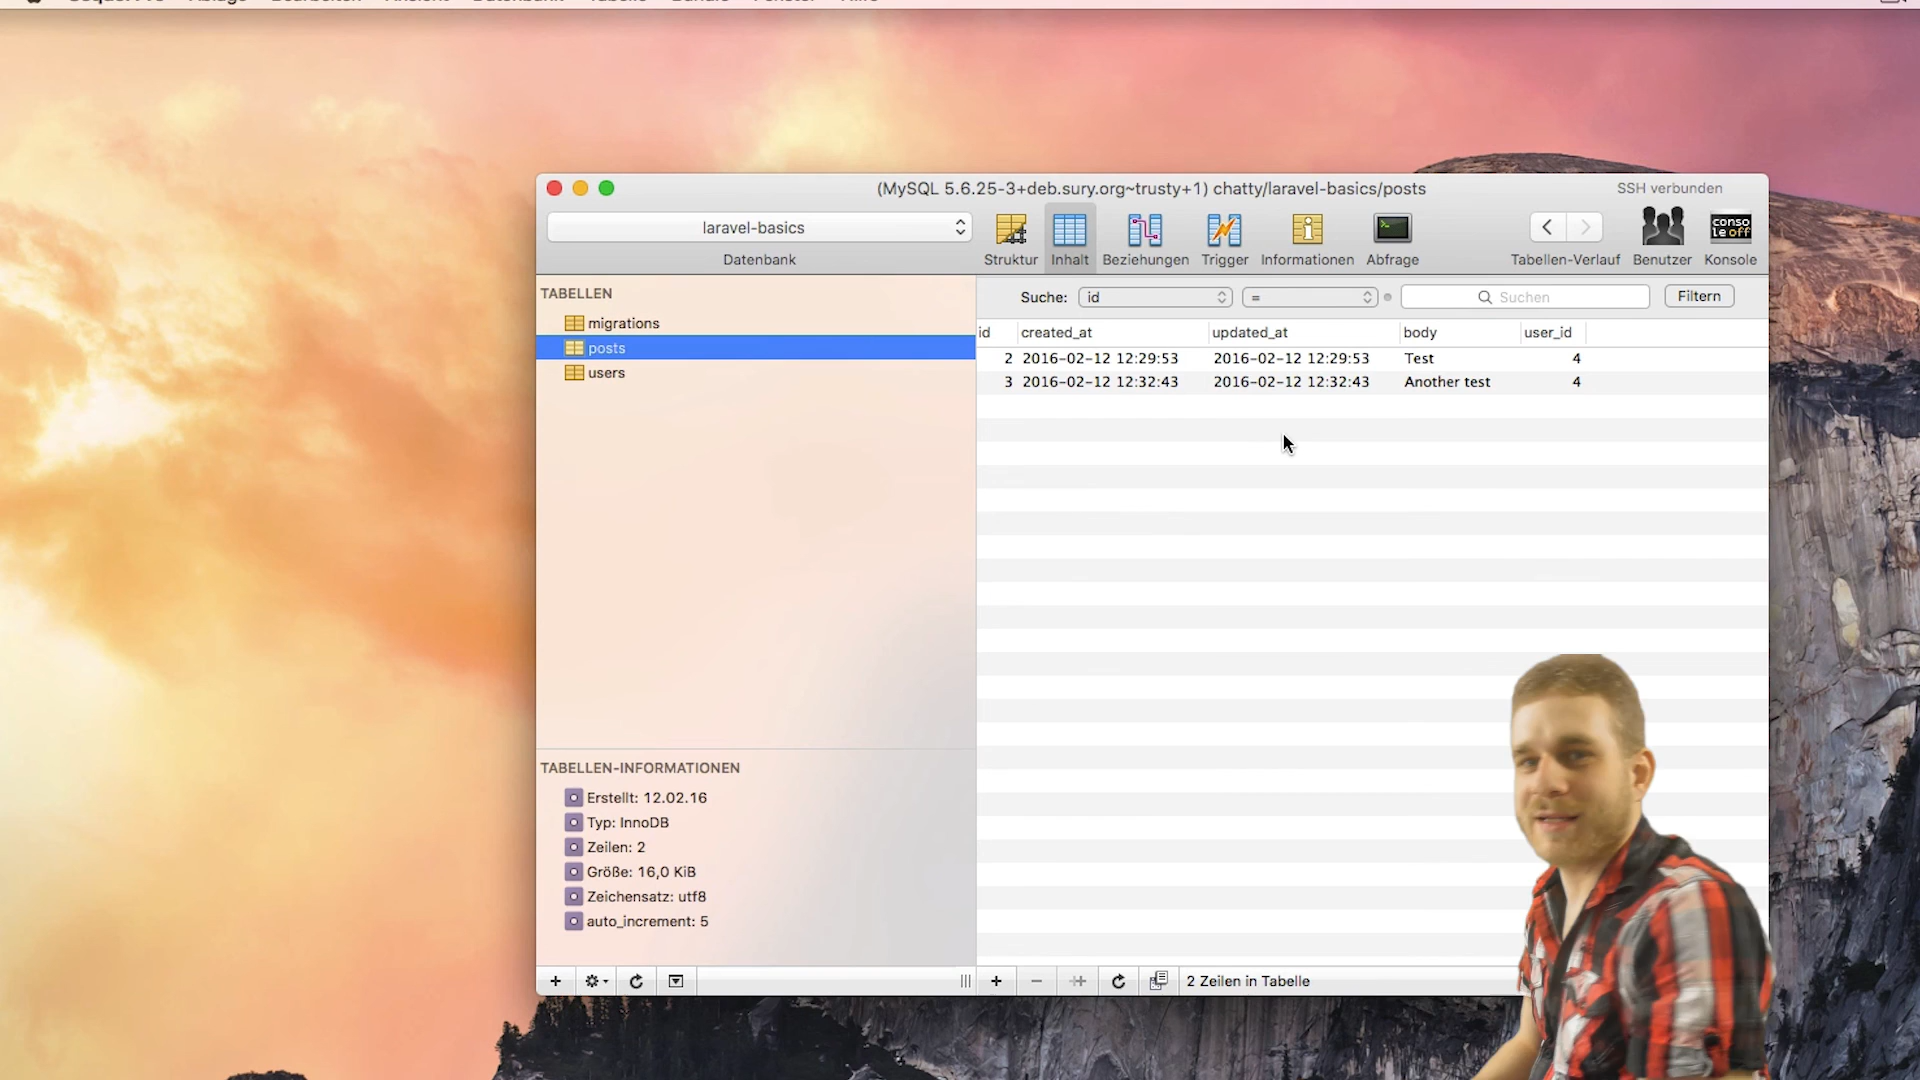 (MySQL 5.6.25-3+deb.sury.org~trusty+1) chatty/laravel-basics/posts
SSH verbunden
laravel-basics
Datenbank
Struktur Inhalt Beziehungen Trigger Informationen Abfrage
Tabellen-Verlauf Benutzer Konsole
conso
le off
TABELLEN
migrations
posts
users
Suche: id = Suchen Filtern
id created_at updated_at body user_id
2 2016-02-12 12:29:53 2016-02-12 12:29:53 Test 4
3 2016-02-12 12:32:43 2016-02-12 12:32:43 Another test 4
TABELLEN-INFORMATIONEN
Erstellt: 12.02.16
Typ: InnoDB
Zeilen: 2
Größe: 16,0 KiB
Zeichensatz: utf8
auto_increment: 5
2 Zeilen in Tabelle